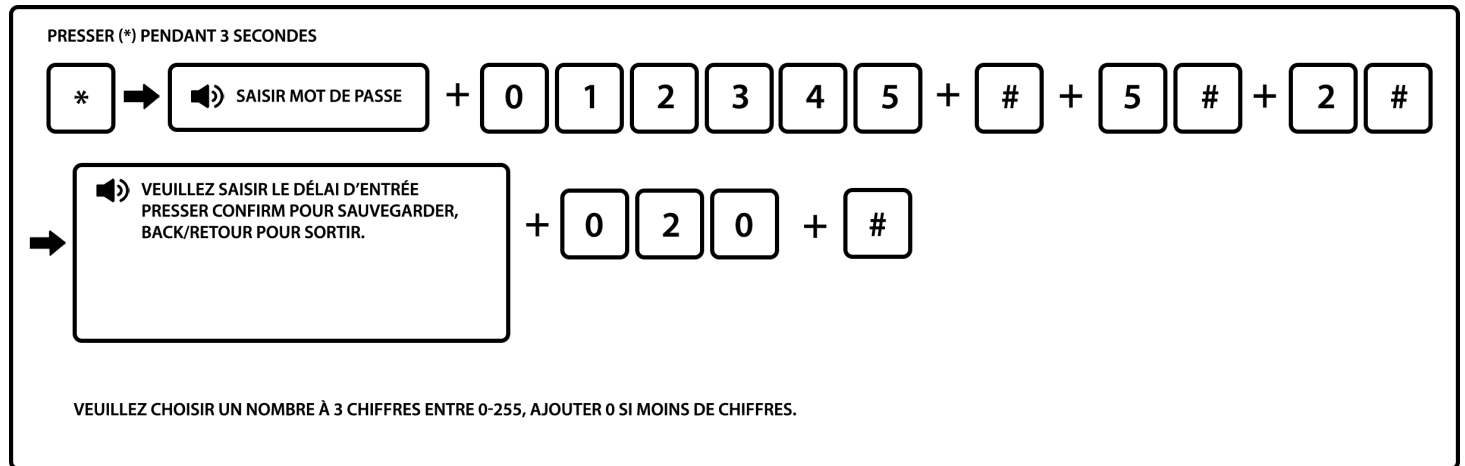 PRESSER (*) PENDANT 3 SECONDES
* SAISIR MOT DE PASSE + 0 1 2 3 4 5 + # + 5 # + 2 #
VEUILLEZ SAISIR LE DÉLAI D'ENTRÉE
PRESSER CONFIRM POUR SAUVEGARDER,
BACK/RETOUR POUR SORTIR.
+ 0 2 0 + #
VEUILLEZ CHOISIR UN NOMBRE À 3 CHIFFRES ENTRE 0-255, AJOUTER 0 SI MOINS DE CHIFFRES.